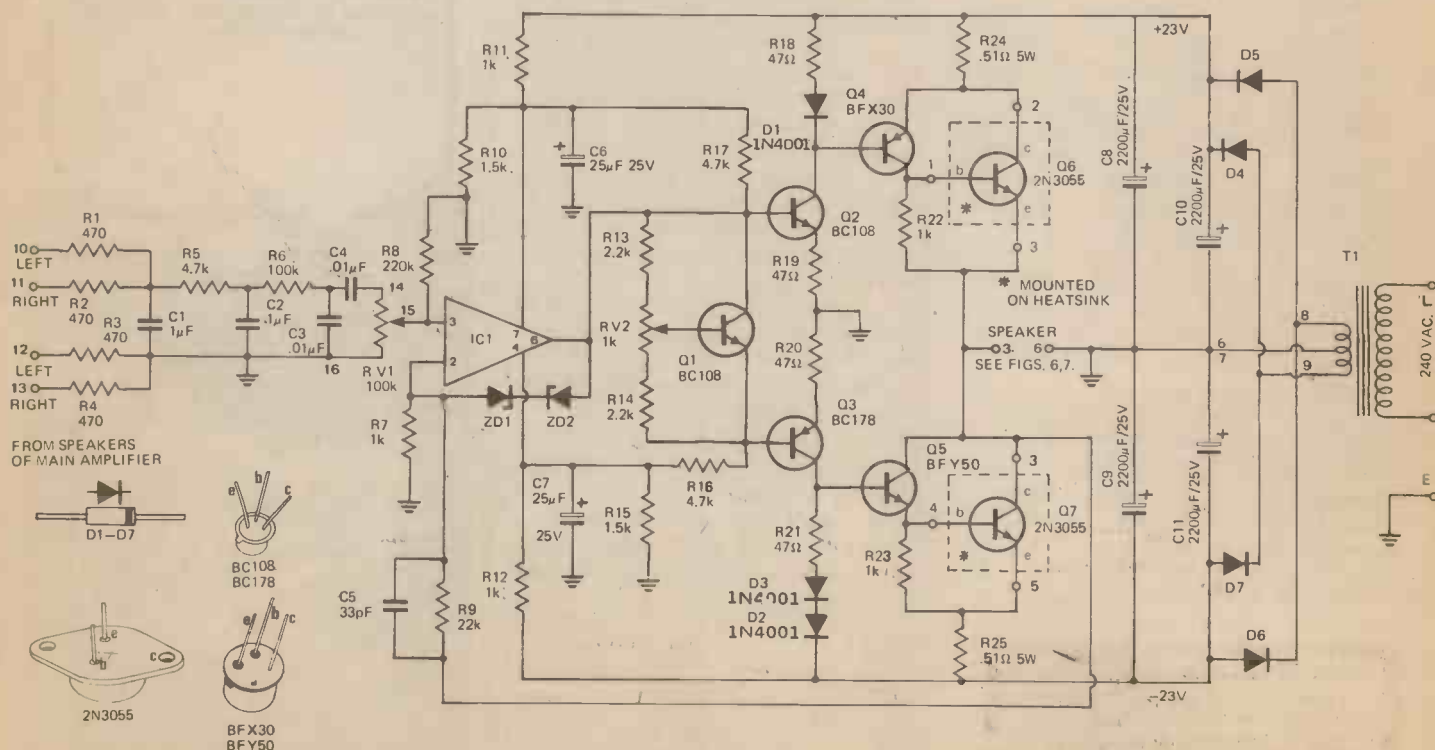 R11
1k
R18
47Ω
R24
.51Ω 5W
+23V
D5
Q4
BFX30
2
D1
1N4001
C8
2200μF/25V
D4
R10
1.5k
C6
25μF 25V
+
R17
4.7k
1
b
c
e
Q6
2N3055
*
C10
2200μF/25V
+
+
R1
470
10
LEFT
R5
4.7k
R6
100k
C4
.01μF
R8
220k
14
R13
2.2k
Q2
BC108
R22
1k
3
T1
11
RIGHT
R2
470
C1
1μF
C2
.1μF
C3
.01μF
15
3
IC1
7
4
6
R19
47Ω
* MOUNTED
ON HEATSINK
8
R3
470
RV2
1k
Q1
BC108
SPEAKER
3
6
SEE FIGS. 6,7.
6
7
9
240 VAC.
12
LEFT
16
RV1
100k
2
R20
47Ω
13
RIGHT
R4
470
R7
1k
ZD1
ZD2
R14
2.2k
Q3
BC178
FROM SPEAKERS
OF MAIN AMPLIFIER
Q5
BFY50
3
C9
2200μF/25V
+
C11
2200μF/25V
+
E
D1–D7
e
b
c
BC108
BC178
C7
25μF
25V
+
R15
1.5k
R16
4.7k
4
b
c
e
Q7
2N3055
*
R21
47Ω
R23
1k
5
D7
C5
33pF
R9
22k
R12
1k
D3
1N4001
D2
1N4001
R25
.51Ω 5W
D6
–23V
e
b
c
2N3055
e
b
c
BFX30
BFY50